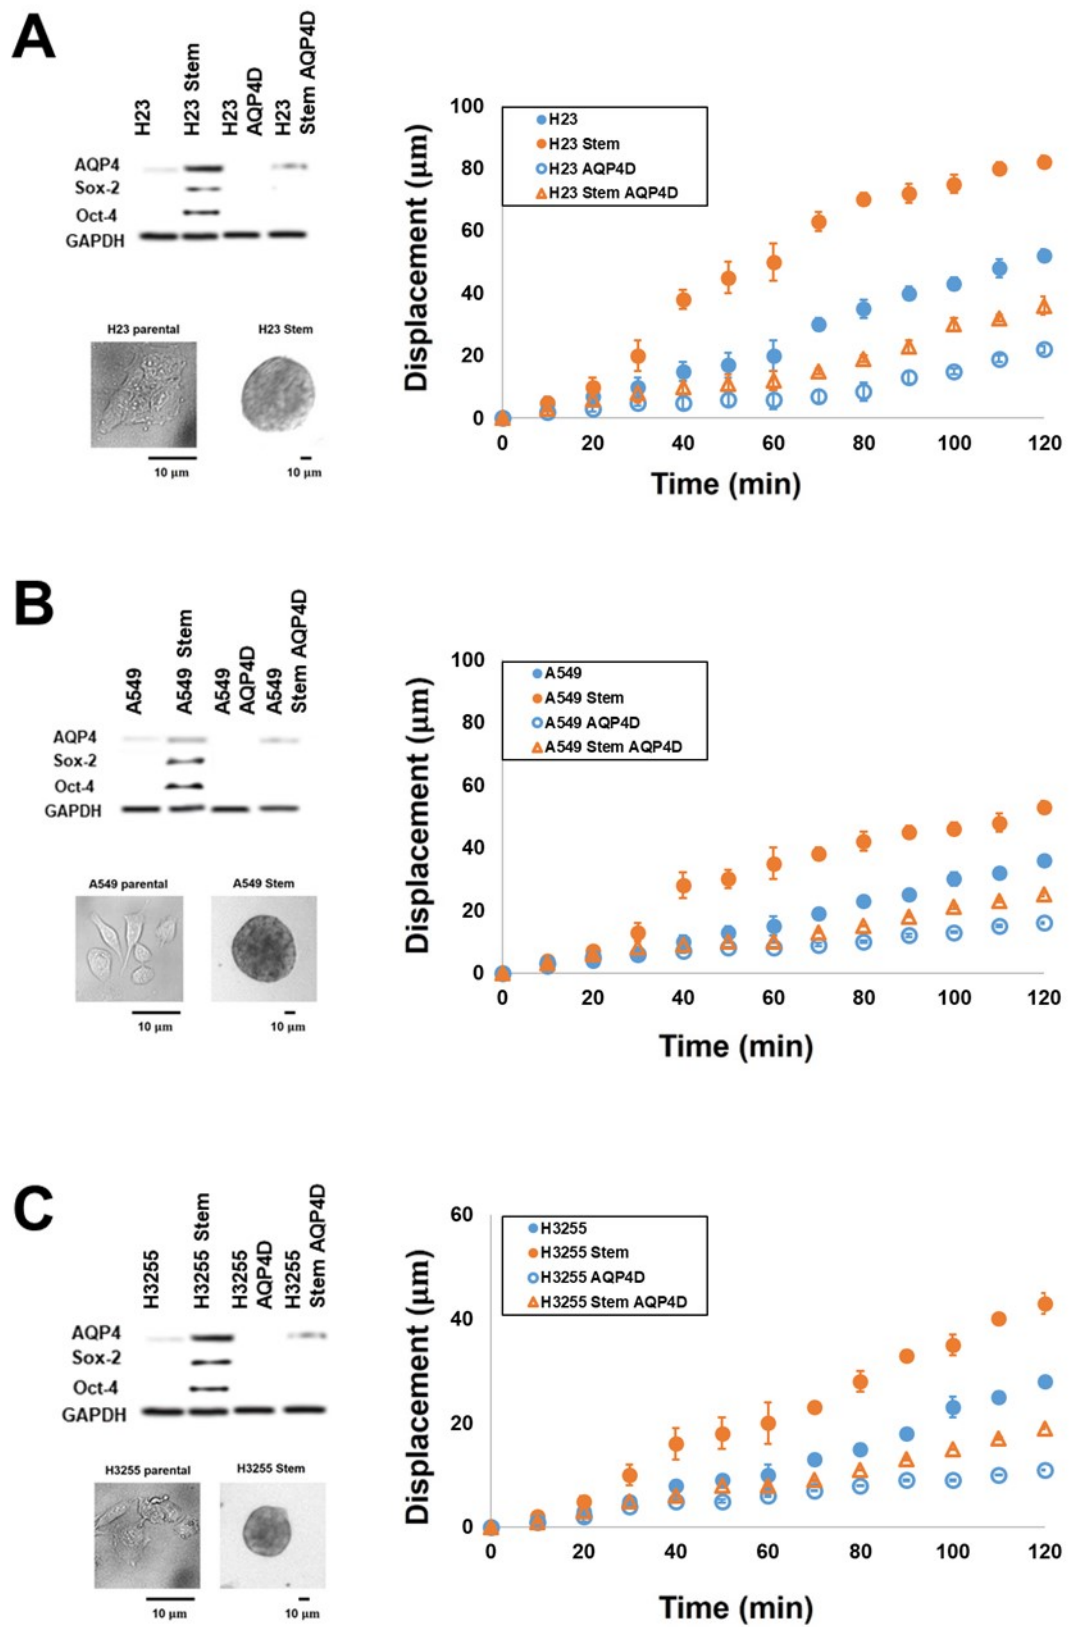 A
H23
H23 Stem
H23
AQP4D
H23
Stem AQP4D
AQP4
Sox-2
Oct-4
GAPDH
H23 parental
H23 Stem
10 μm
10 μm
Displacement (μm)
100
80
60
40
20
0
H23
H23 Stem
H23 AQP4D
H23 Stem AQP4D
0 20 40 60 80 100 120
Time (min)
B
A549
A549 Stem
A549
AQP4D
A549
Stem AQP4D
AQP4
Sox-2
Oct-4
GAPDH
A549 parental
A549 Stem
10 μm
10 μm
Displacement (μm)
100
80
60
40
20
0
A549
A549 Stem
A549 AQP4D
A549 Stem AQP4D
0 20 40 60 80 100 120
Time (min)
C
H3255
H3255 Stem
H3255
AQP4D
H3255
Stem AQP4D
AQP4
Sox-2
Oct-4
GAPDH
H3255 parental
H3255 Stem
10 μm
10 μm
Displacement (μm)
60
40
20
0
H3255
H3255 Stem
H3255 AQP4D
H3255 Stem AQP4D
0 20 40 60 80 100 120
Time (min)